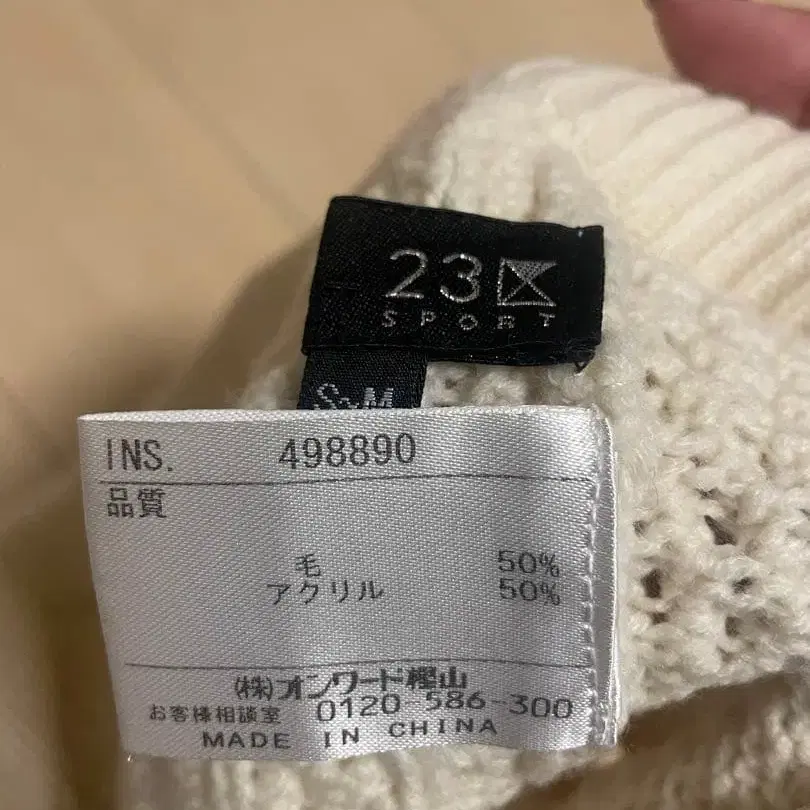 23区
SPORT
S〜M
INS. 498890
品質
毛 50%
アクリル 50%
(株)オンワード樫山
お客様相談室 0120-586-300
MADE IN CHINA